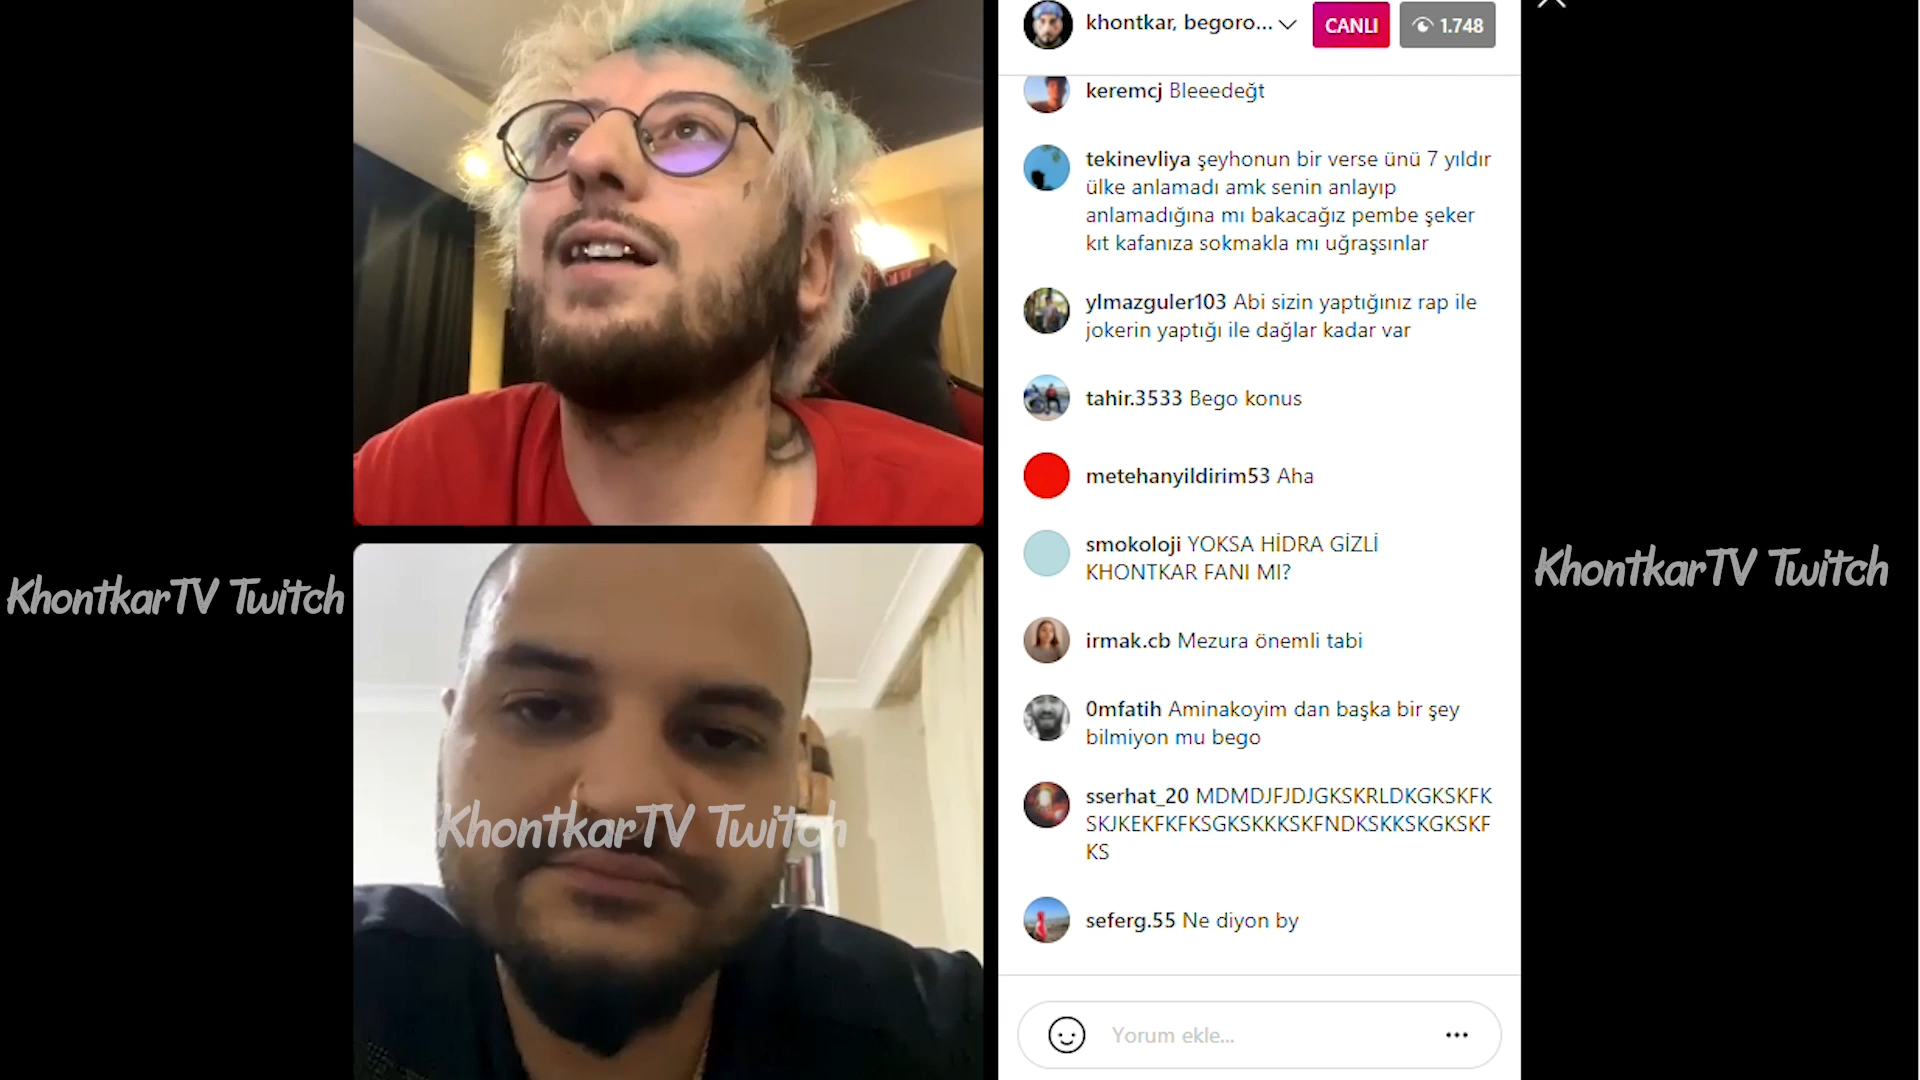 khontkar, begoro...
CANLI
1.748
keremcj Bleeedeğt
tekinevliya şeyhonun bir verse ünü 7 yıldır
ülke anlamadı amk senin anlayıp
anlamadığına mı bakacağız pembe şeker
kıt kafanıza sokmakla mı uğraşsınlar
ylmazguler103 Abi sizin yaptığınız rap ile
jokerin yaptığı ile dağlar kadar var
tahir.3533 Bego konus
metehanyildirim53 Aha
smokoloji YOKSA HİDRA GİZLİ
KHONTKAR FANI MI?
irmak.cb Mezura önemli tabi
0mfatih Aminakoyim dan başka bir şey
bilmiyon mu bego
sserhat_20 MDMDJFJDJGKSKRLDKGKSKFK
SKJKEKFKFKSGKSKKKSKFNDKSKKSKGKSKF
KS
seferg.55 Ne diyon by
Yorum ekle...
KhontkarTV Twitch
KhontkarTV Twitch
KhontkarTV Twitch